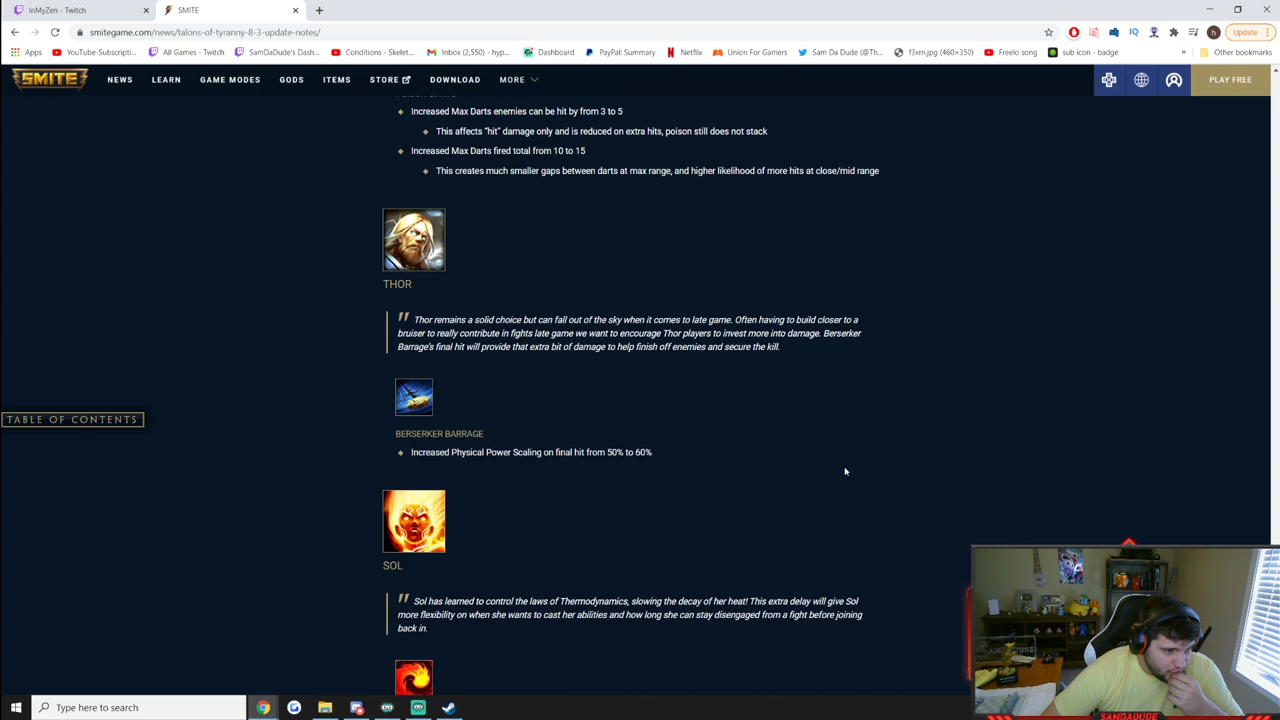 InMyZen - Twitch
SMITE
smitegame.com/news/talons-of-tyranny-8-3-update-notes/
Update
Apps
YouTube-Subscripti...
All Games - Twitch
SamDaDude's Dash...
Conditions - Skelet...
Inbox (2,550) - hyp...
Dashboard
PayPal: Summary
Netflix
Union For Gamers
Sam Da Dude (@Th...
f3xrn.jpg (460×350)
Freelo song
sub icon - badge
Other bookmarks
SMITE
NEWS
LEARN
GAME MODES
GODS
ITEMS
STORE
DOWNLOAD
MORE
PLAY FREE
Increased Max Darts enemies can be hit by from 3 to 5
This affects “hit” damage only and is reduced on extra hits, poison still does not stack
Increased Max Darts fired total from 10 to 15
This creates much smaller gaps between darts at max range, and higher likelihood of more hits at close/mid range
THOR
" Thor remains a solid choice but can fall out of the sky when it comes to late game. Often having to build closer to a
bruiser to really contribute in fights late game we want to encourage Thor players to invest more into damage. Berserker
Barrage's final hit will provide that extra bit of damage to help finish off enemies and secure the kill.
TABLE OF CONTENTS
BERSERKER BARRAGE
Increased Physical Power Scaling on final hit from 50% to 60%
SOL
" Sol has learned to control the laws of Thermodynamics, slowing the decay of her heat! This extra delay will give Sol
more flexibility on when she wants to cast her abilities and how long she can stay disengaged from a fight before joining
back in.
Type here to search
SAMDADUDE